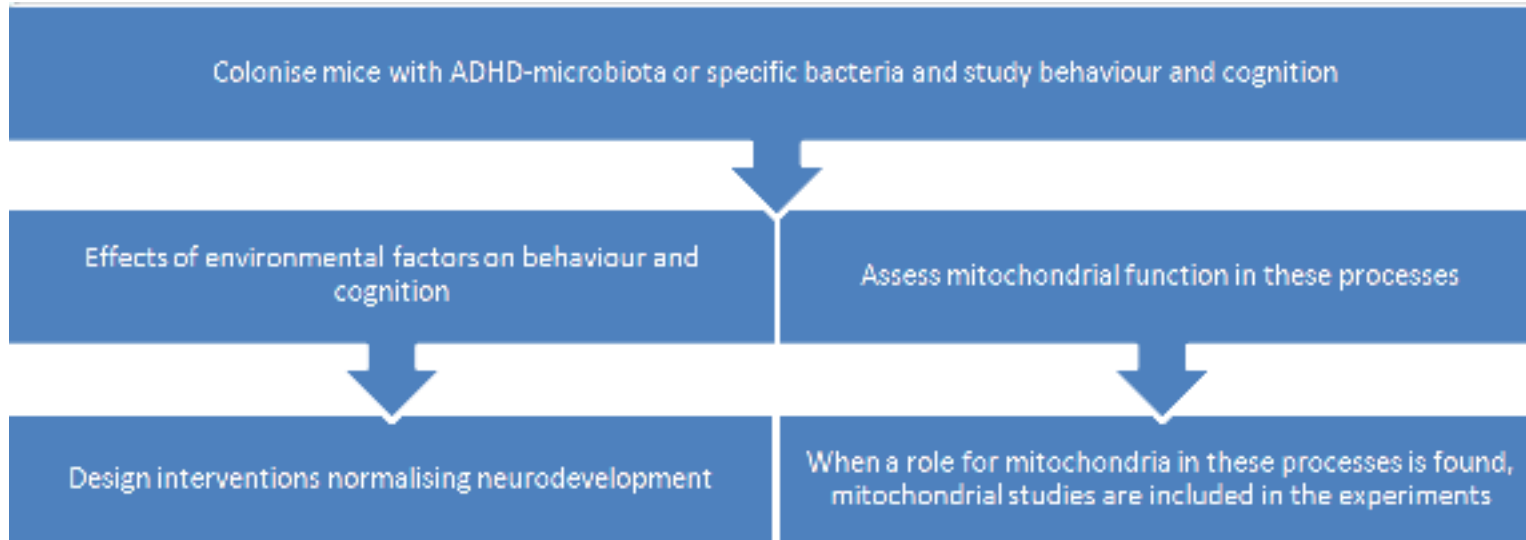 Colonise mice with ADHD-microbiota or specific bacteria and study behaviour and cognition
Effects of environmental factors on behaviour and
cognition
Assess mitochondrial function in these processes
Design interventions normalising neurodevelopment
When a role for mitochondria in these processes is found,
mitochondrial studies are included in the experiments